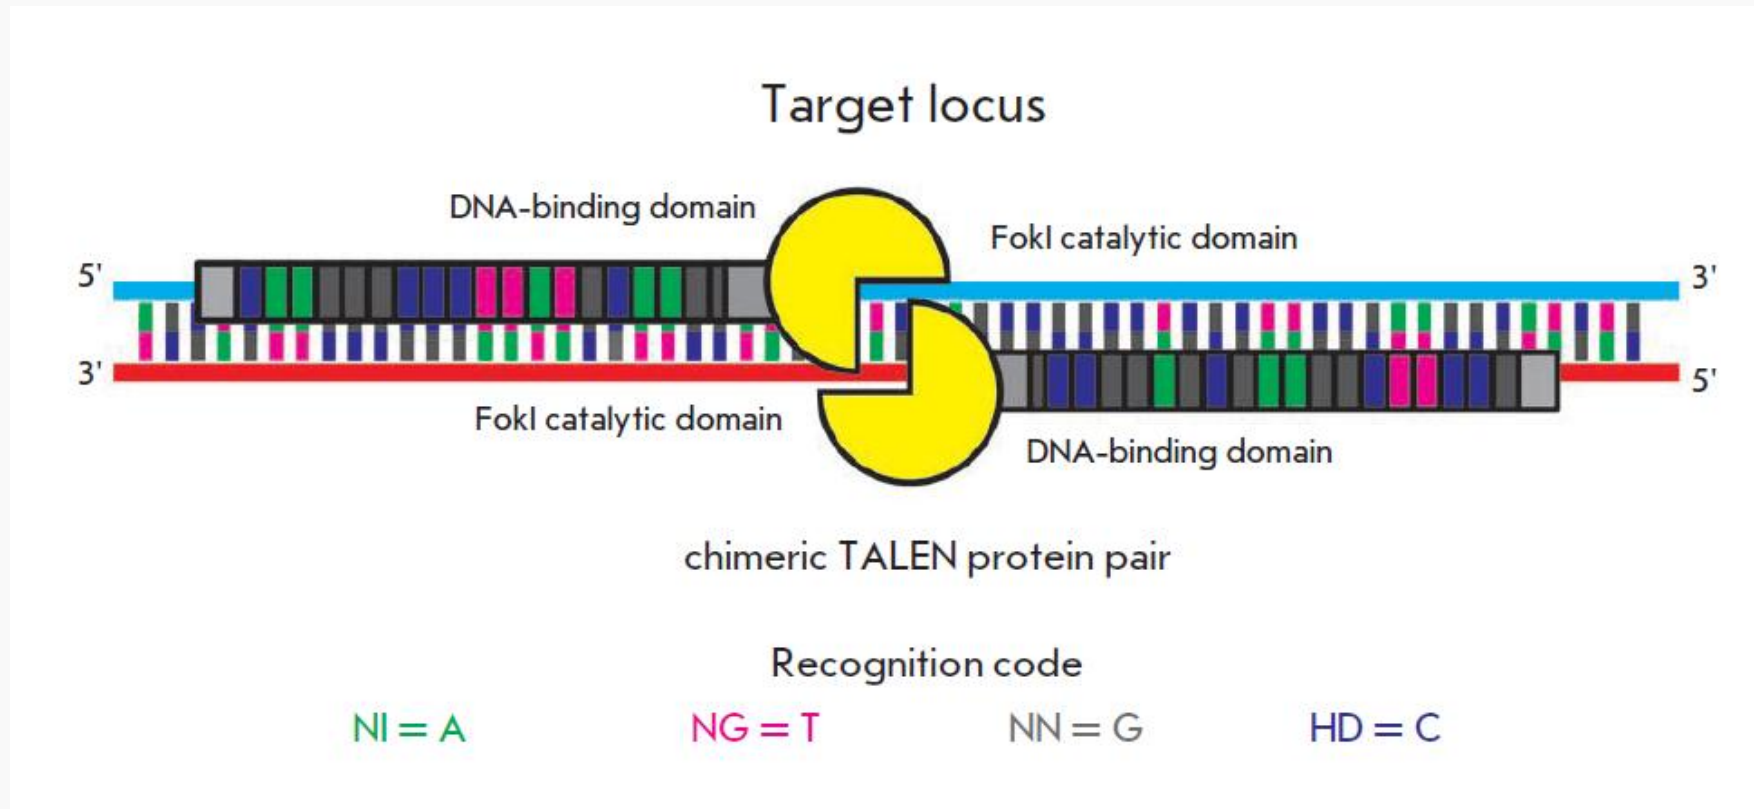 Target locus
DNA-binding domain
FokI catalytic domain
5'
3'
3'
5'
FokI catalytic domain
DNA-binding domain
chimeric TALEN protein pair
Recognition code
NI = A
NG = T
NN = G
HD = C